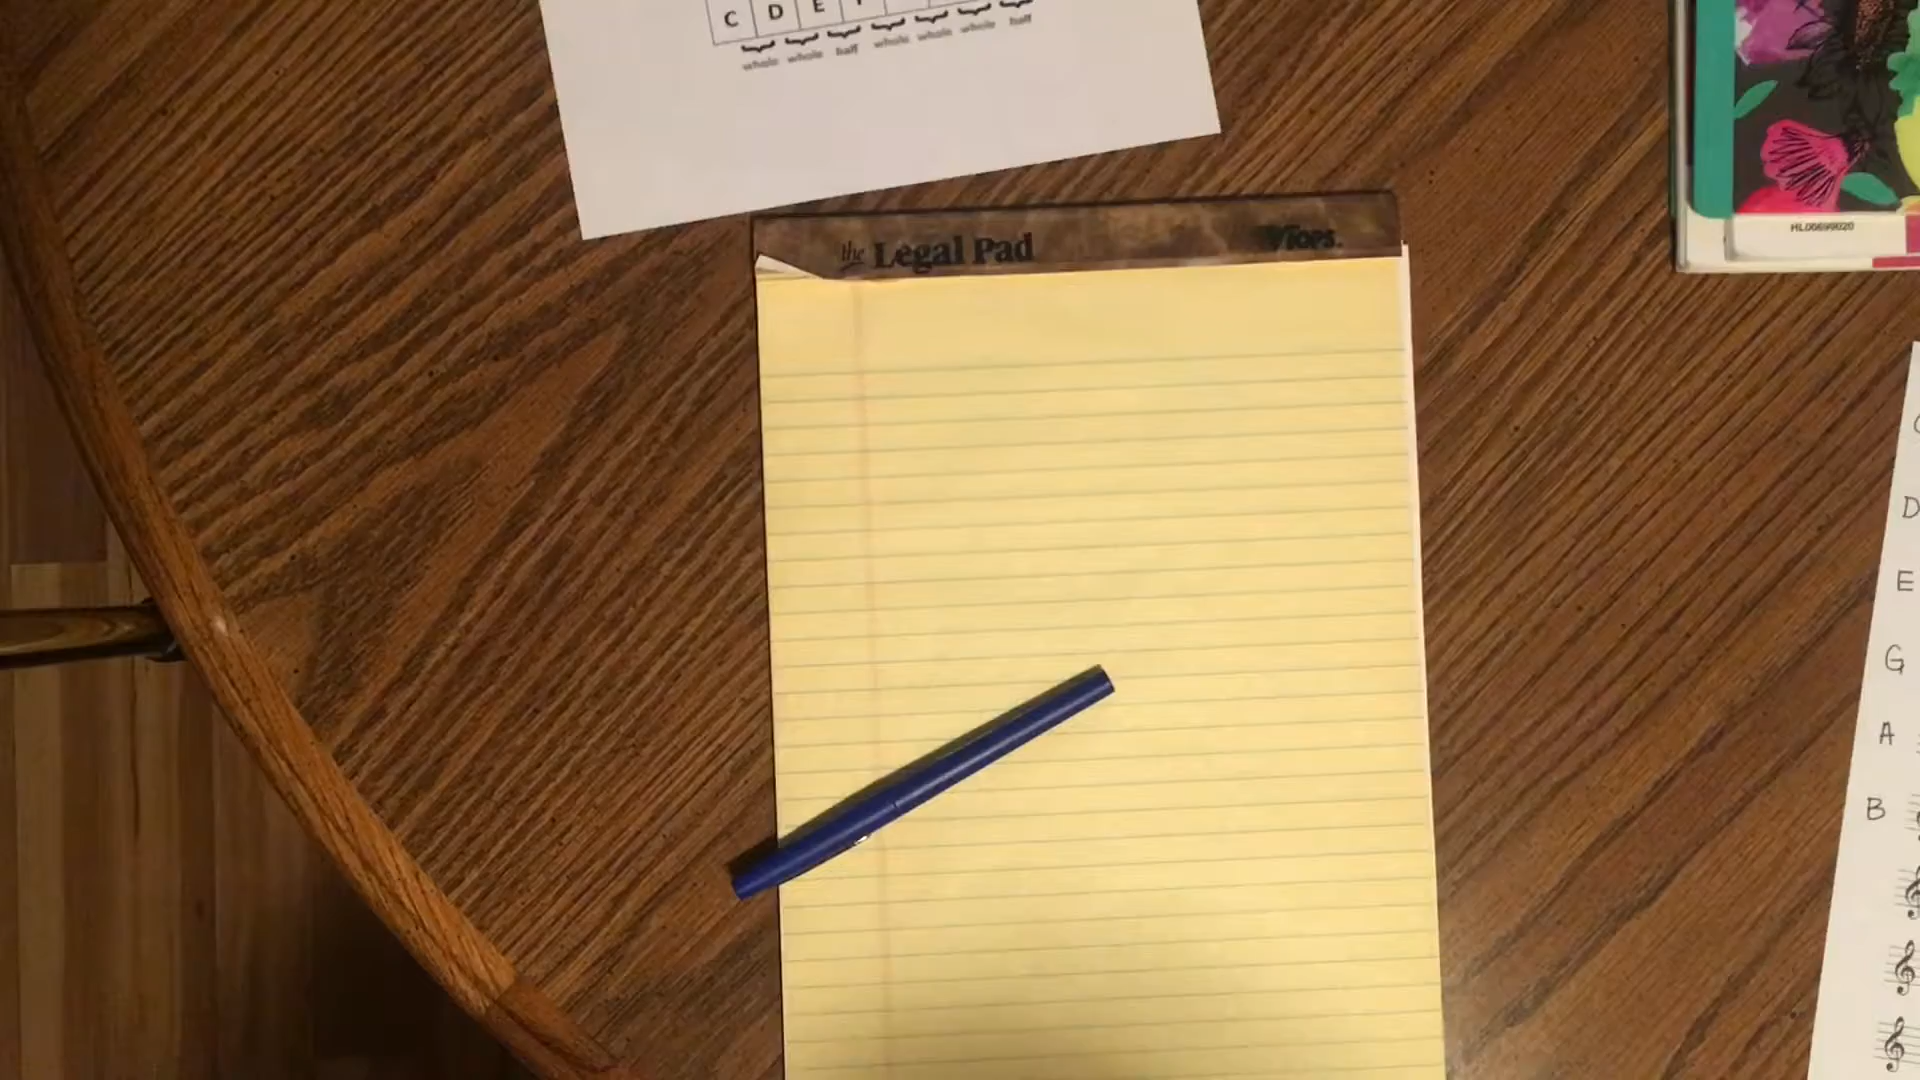 C D E F
whole whole half whole whole whole half
the Legal Pad TOPS.
HL00699020
D
E
G
A
B